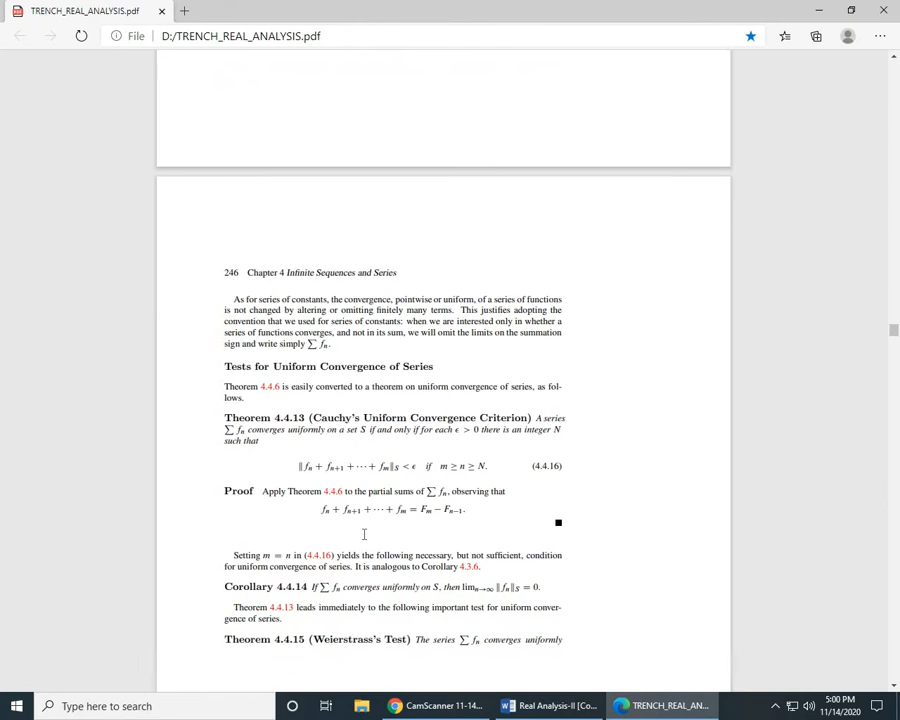 TRENCH_REAL_ANALYSIS.pdf
File D:/TRENCH_REAL_ANALYSIS.pdf
246 Chapter 4 Infinite Sequences and Series
As for series of constants, the convergence, pointwise or uniform, of a series of functions
is not changed by altering or omitting finitely many terms. This justifies adopting the
convention that we used for series of constants: when we are interested only in whether a
series of functions converges, and not in its sum, we will omit the limits on the summation
sign and write simply ∑ fₙ.
Tests for Uniform Convergence of Series
Theorem 4.4.6 is easily converted to a theorem on uniform convergence of series, as fol-
lows.
Theorem 4.4.13 (Cauchy's Uniform Convergence Criterion) A series
∑ fₙ converges uniformly on a set S if and only if for each ϵ > 0 there is an integer N
such that
‖fₙ + fₙ₊₁ + ··· + fₘ‖_S < ϵ if m ≥ n ≥ N. (4.4.16)
Proof Apply Theorem 4.4.6 to the partial sums of ∑ fₙ, observing that
fₙ + fₙ₊₁ + ··· + fₘ = Fₘ − Fₙ₋₁.
Setting m = n in (4.4.16) yields the following necessary, but not sufficient, condition
for uniform convergence of series. It is analogous to Corollary 4.3.6.
Corollary 4.4.14 If ∑ fₙ converges uniformly on S, then limₙ→∞ ‖fₙ‖_S = 0.
Theorem 4.4.13 leads immediately to the following important test for uniform conver-
gence of series.
Theorem 4.4.15 (Weierstrass's Test) The series ∑ fₙ converges uniformly
Type here to search
CamScanner 11-14...
Real Analysis-II [Co...
TRENCH_REAL_AN...
5:00 PM
11/14/2020